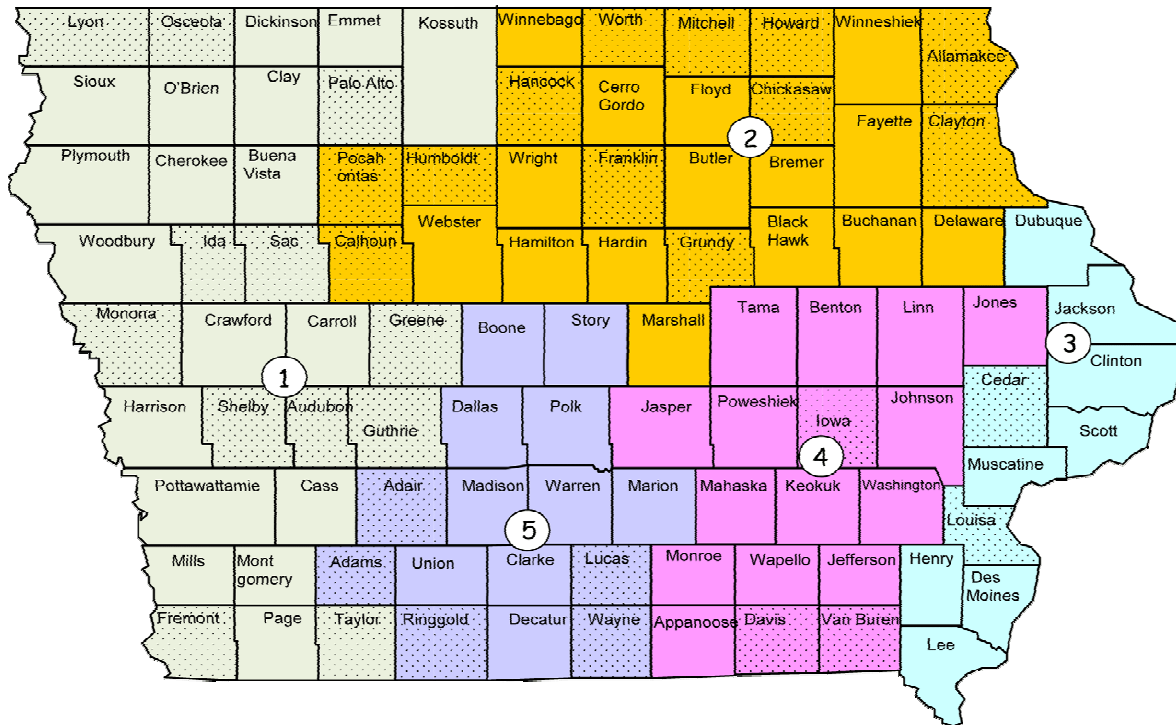 Lyon
Osceola
Dickinson
Emmet
Kossuth
Winnebago
Worth
Mitchell
Howard
Winneshiek
Allamakee
Sioux
O'Brien
Clay
Palo Alto
Hancock
Cerro
Gordo
Floyd
Chickasaw
Fayette
Clayton
2
Plymouth
Cherokee
Buena
Vista
Pocah
ontas
Humboldt
Wright
Franklin
Butler
Bremer
Woodbury
Ida
Sac
Calhoun
Webster
Hamilton
Hardin
Grundy
Black
Hawk
Buchanan
Delaware
Dubuque
Monona
Crawford
Carroll
Greene
Boone
Story
Marshall
Tama
Benton
Linn
Jones
Jackson
3
Clinton
1
Harrison
Shelby
Audubon
Guthrie
Dallas
Polk
Jasper
Poweshiek
Iowa
Johnson
Cedar
Scott
4
Muscatine
Pottawattamie
Cass
Adair
Madison
Warren
Marion
Mahaska
Keokuk
Washington
Louisa
5
Mills
Mont
gomery
Adams
Union
Clarke
Lucas
Monroe
Wapello
Jefferson
Henry
Des
Moines
Fremont
Page
Taylor
Ringgold
Decatur
Wayne
Appanoose
Davis
Van Buren
Lee